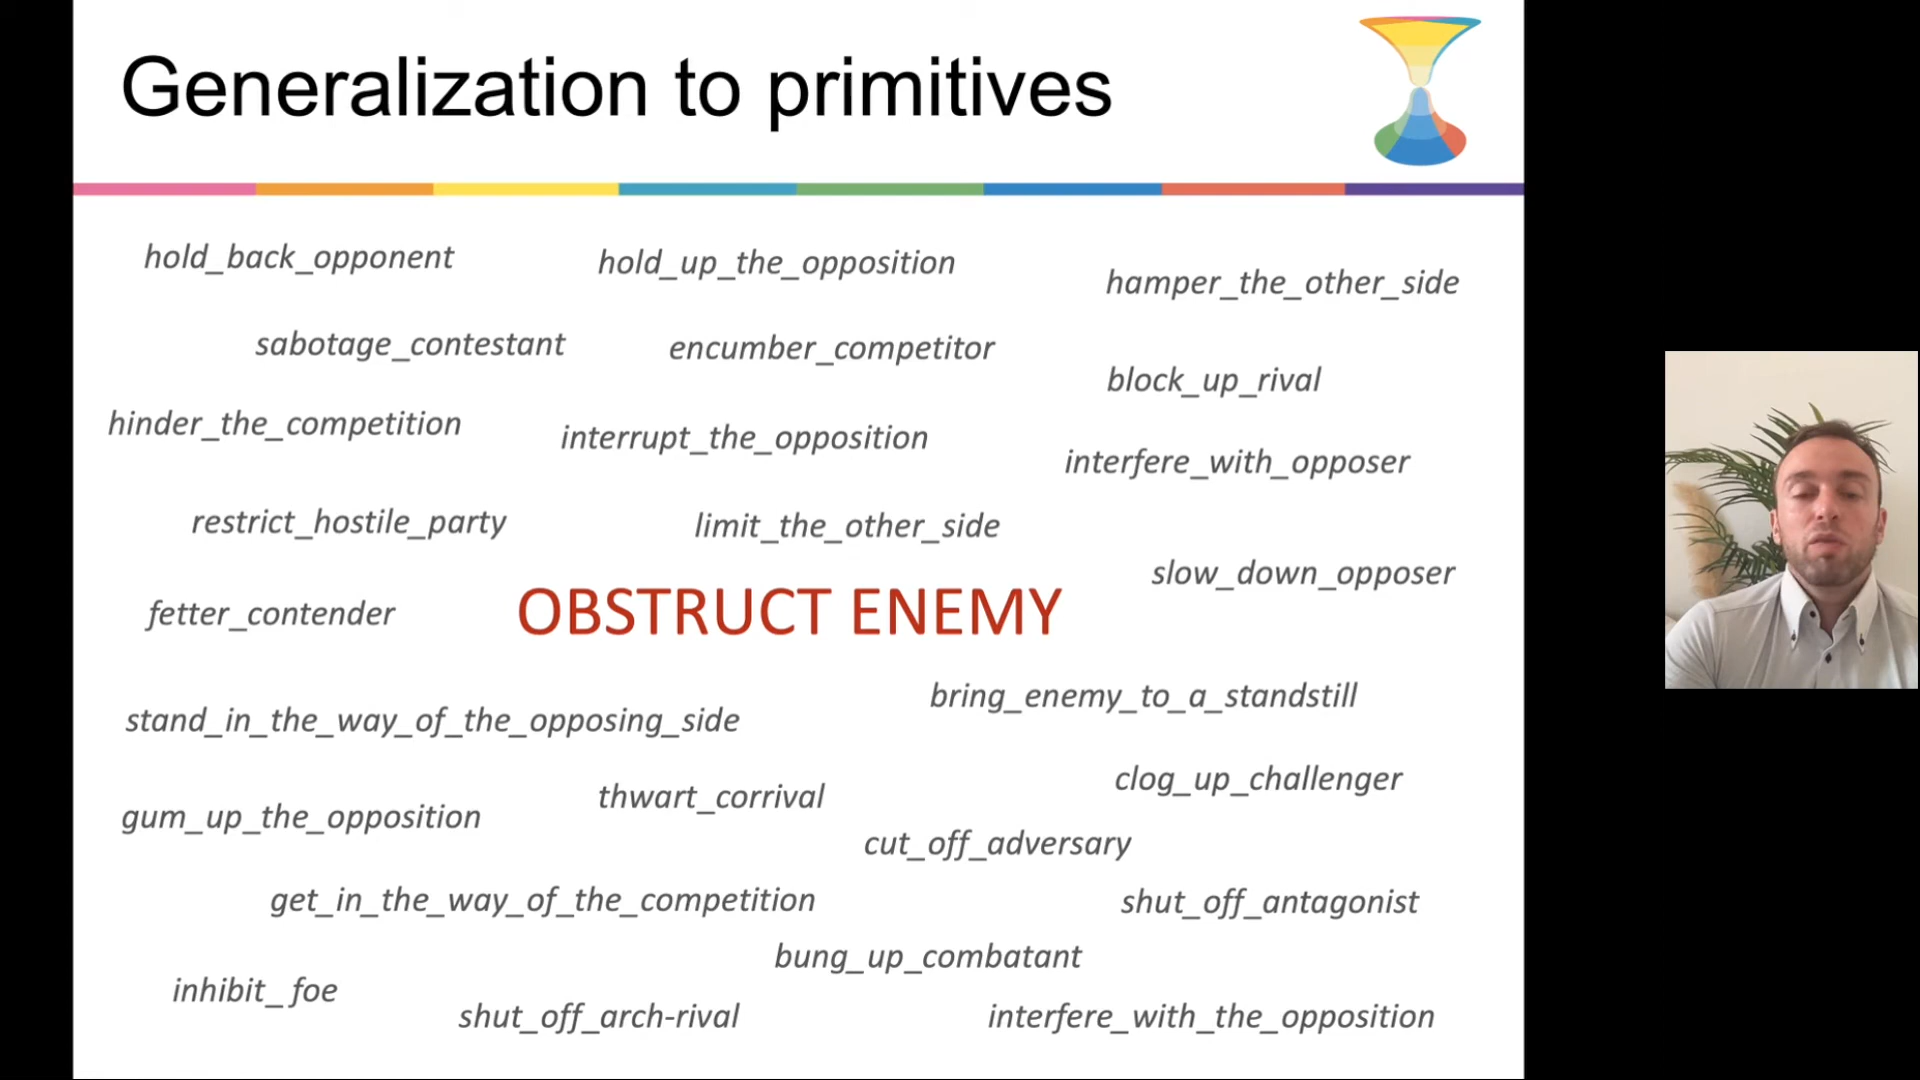 Generalization to primitives
hold_back_opponent
hold_up_the_opposition
hamper_the_other_side
sabotage_contestant
encumber_competitor
block_up_rival
hinder_the_competition
interrupt_the_opposition
interfere_with_opposer
restrict_hostile_party
limit_the_other_side
slow_down_opposer
fetter_contender
OBSTRUCT ENEMY
stand_in_the_way_of_the_opposing_side
bring_enemy_to_a_standstill
gum_up_the_opposition
thwart_corrival
clog_up_challenger
cut_off_adversary
get_in_the_way_of_the_competition
shut_off_antagonist
bung_up_combatant
inhibit_foe
shut_off_arch-rival
interfere_with_the_opposition